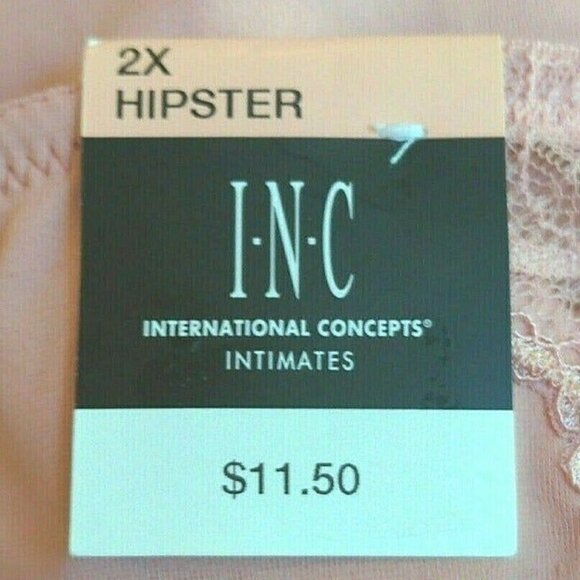 2X
HIPSTER
I·N·C
INTERNATIONAL CONCEPTS®
INTIMATES
$11.50